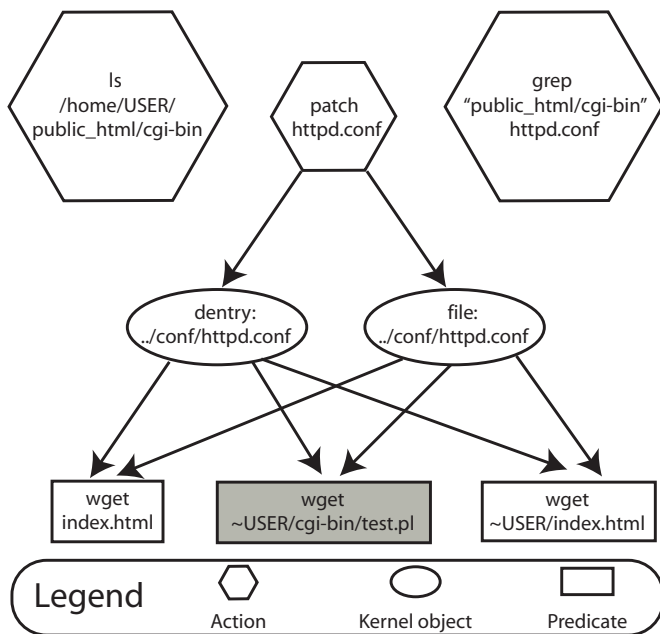 ls
/home/USER/
public_html/cgi-bin
patch
httpd.conf
grep
“public_html/cgi-bin”
httpd.conf
dentry:
../conf/httpd.conf
file:
../conf/httpd.conf
wget
index.html
wget
~USER/cgi-bin/test.pl
wget
~USER/index.html
Legend
Action
Kernel object
Predicate